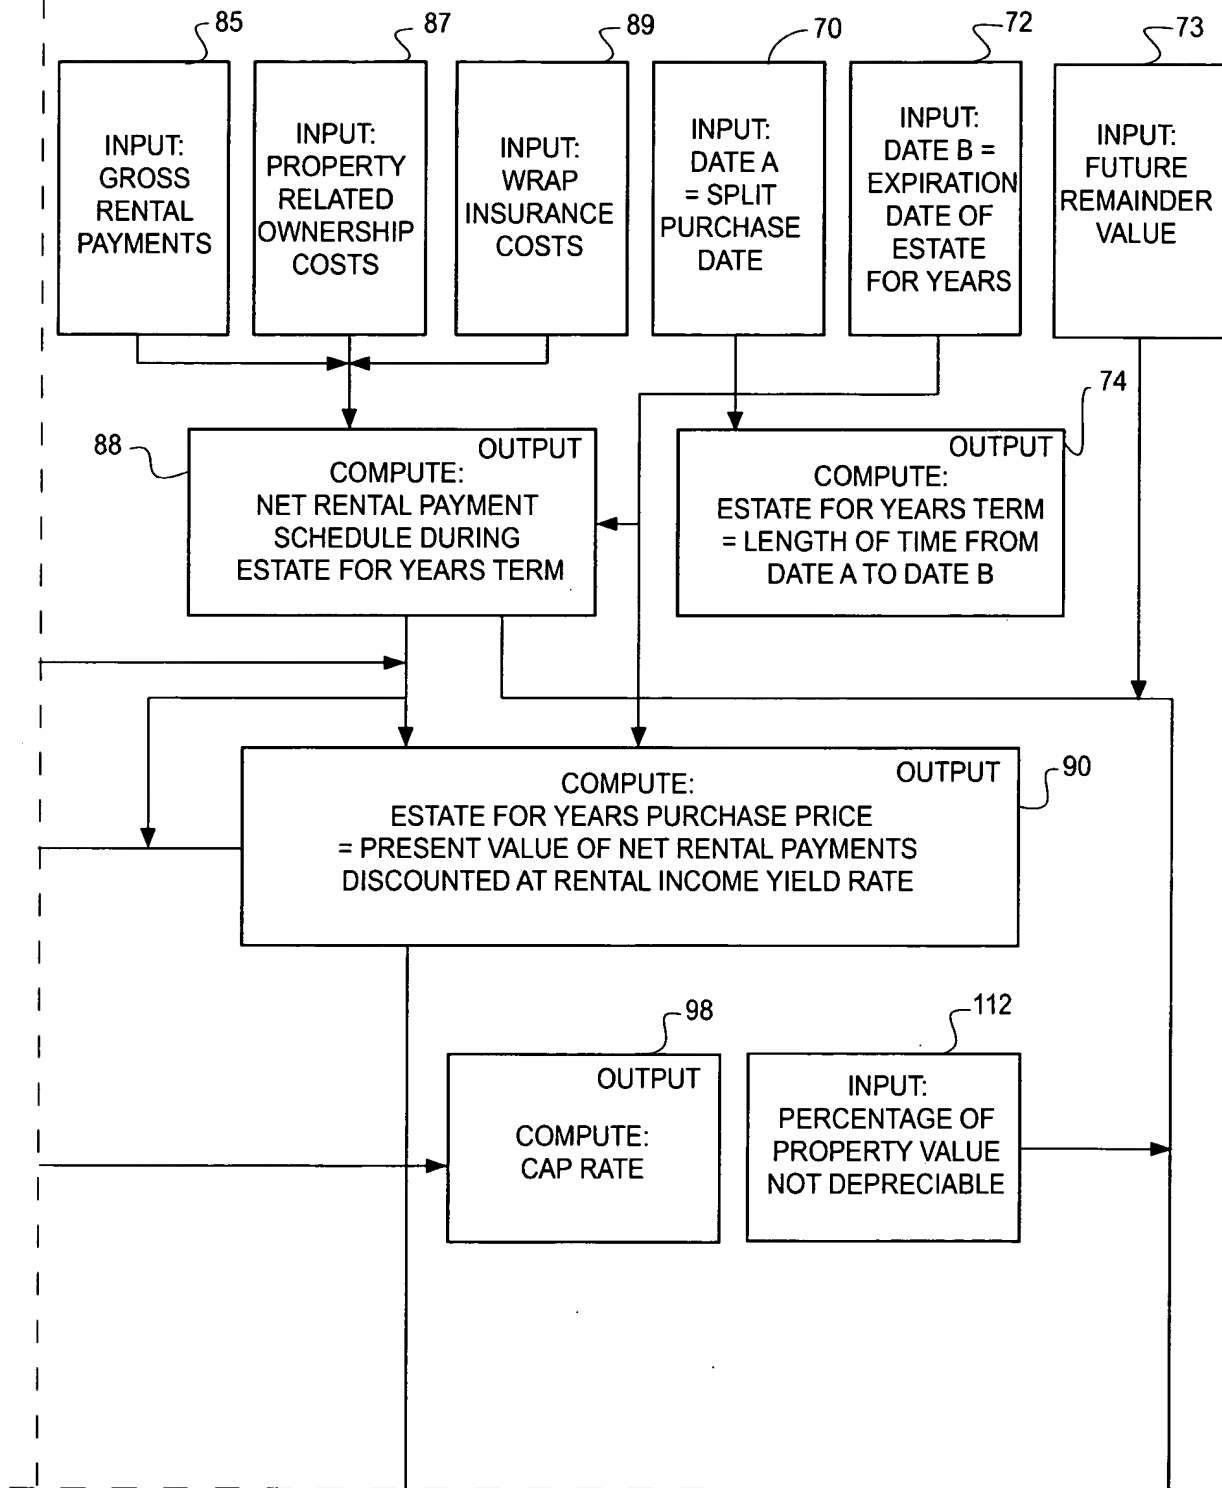 85
87
89
70
72
73
INPUT:
GROSS
RENTAL
PAYMENTS
INPUT:
PROPERTY
RELATED
OWNERSHIP
COSTS
INPUT:
WRAP
INSURANCE
COSTS
INPUT:
DATE A
= SPLIT
PURCHASE
DATE
INPUT:
DATE B =
EXPIRATION
DATE OF
ESTATE
FOR YEARS
INPUT:
FUTURE
REMAINDER
VALUE
88
OUTPUT
COMPUTE:
NET RENTAL PAYMENT
SCHEDULE DURING
ESTATE FOR YEARS TERM
74
OUTPUT
COMPUTE:
ESTATE FOR YEARS TERM
= LENGTH OF TIME FROM
DATE A TO DATE B
90
OUTPUT
COMPUTE:
ESTATE FOR YEARS PURCHASE PRICE
= PRESENT VALUE OF NET RENTAL PAYMENTS
DISCOUNTED AT RENTAL INCOME YIELD RATE
98
OUTPUT
COMPUTE:
CAP RATE
112
INPUT:
PERCENTAGE OF
PROPERTY VALUE
NOT DEPRECIABLE